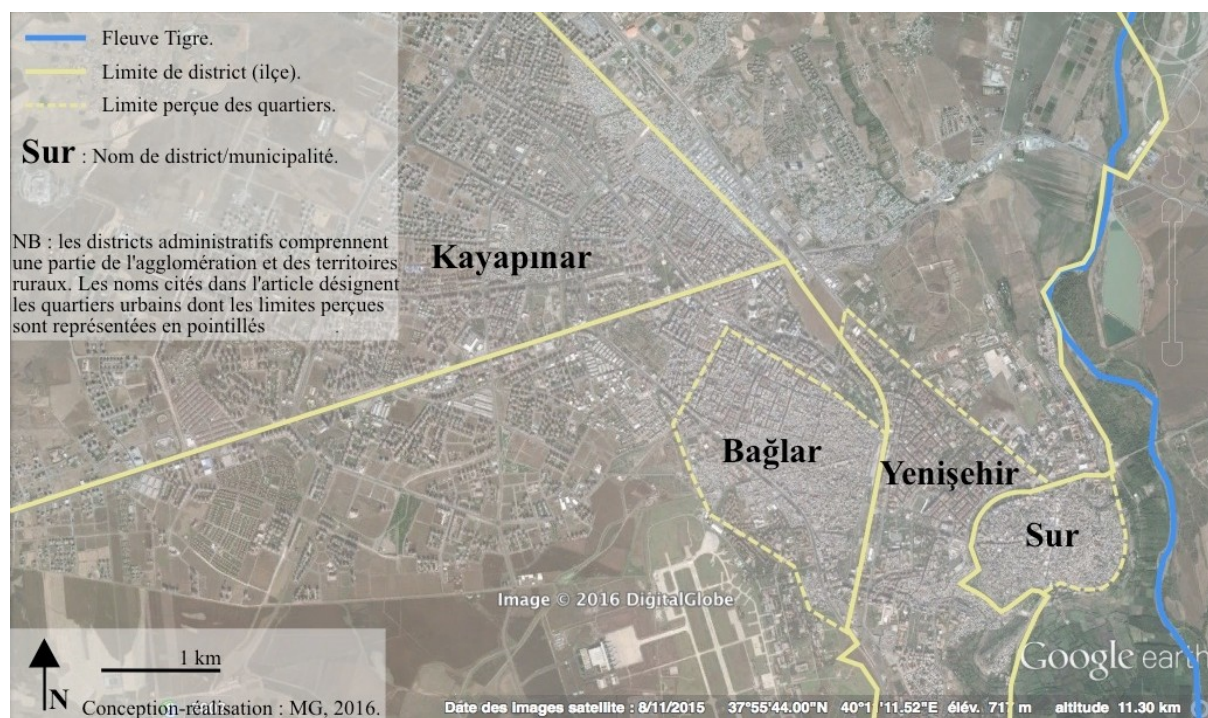 Fleuve Tigre.
Limite de district (ilçe).
Limite perçue des quartiers.
Sur : Nom de district/municipalité.
NB : les districts administratifs comprennent
une partie de l'agglomération et des territoires
ruraux. Les noms cités dans l'article désignent
les quartiers urbains dont les limites perçues
sont représentées en pointillés
Kayapınar
Bağlar
Yenişehir
Sur
Image © 2016 DigitalGlobe
Google earth
1 km
N
Conception-réalisation : MG, 2016.
Date des images satellite : 8/11/2015 37°55'44.00"N élév. 717 m altitude 11.30 km